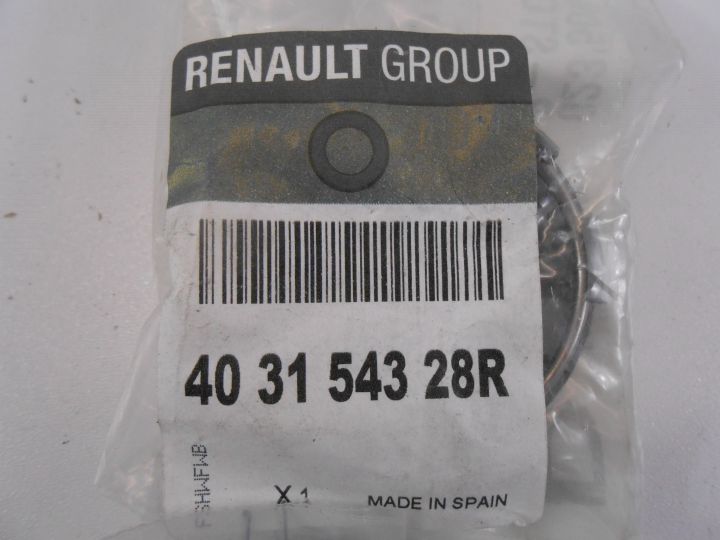 RENAULT GROUP
40 31 543 28R
X 1
MADE IN SPAIN